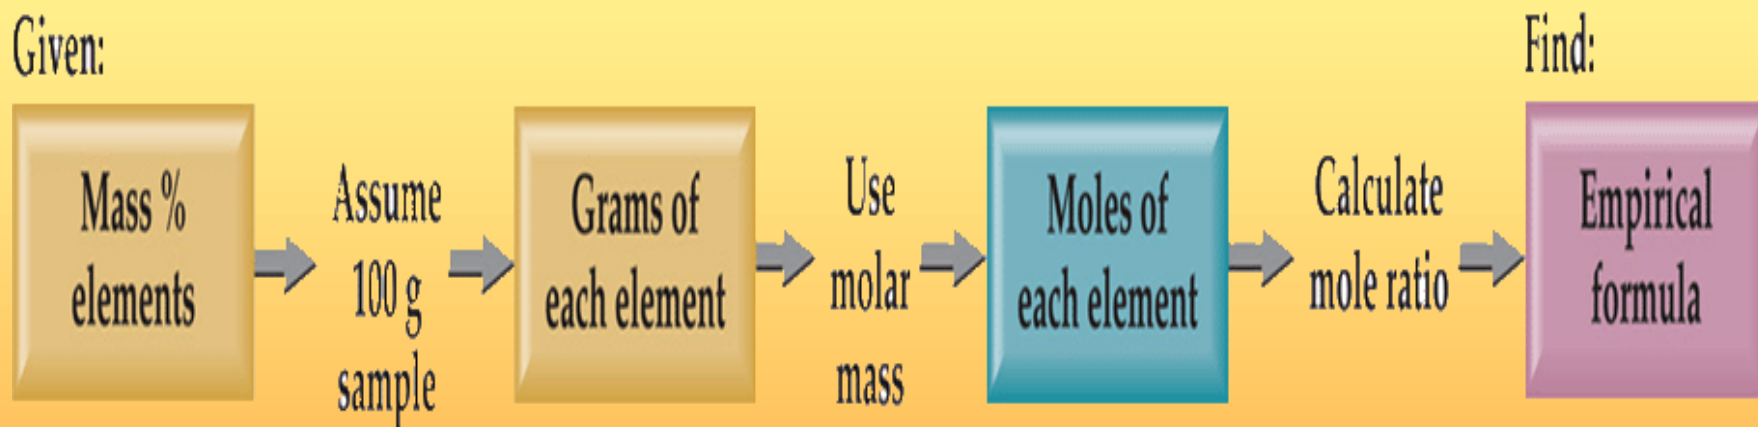 Given:
Mass %
elements
Assume
100 g
sample
Grams of
each element
Use
molar
mass
Moles of
each element
Calculate
mole ratio
Find:
Empirical
formula